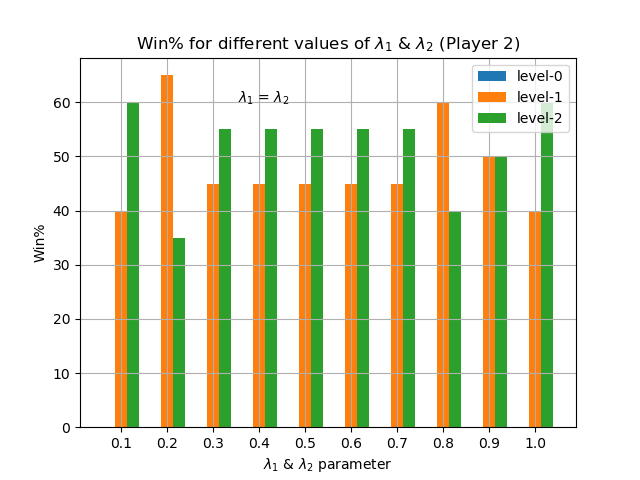 Win% for different values of λ₁ & λ₂ (Player 2)
level-0
level-1
level-2
λ₁ = λ₂
60
50
40
30
20
10
0
Win%
0.1 0.2 0.3 0.4 0.5 0.6 0.7 0.8 0.9 1.0
λ₁ & λ₂ parameter